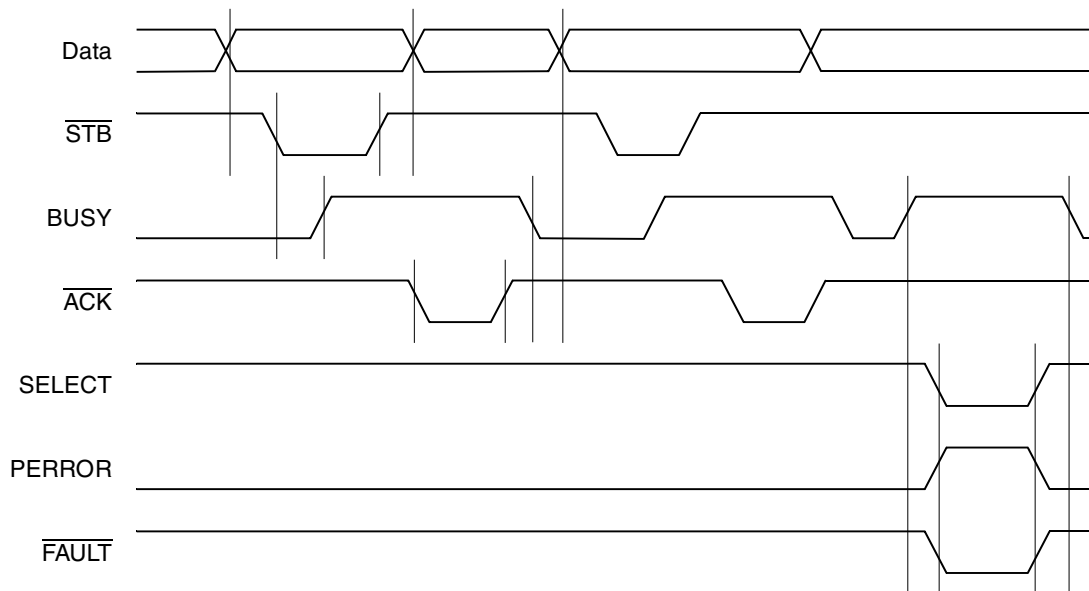 Data
STB
BUSY
ACK
SELECT
PERROR
FAULT